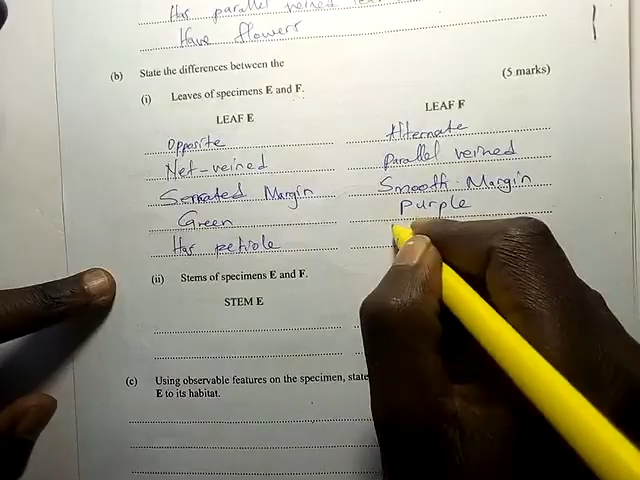 Has parallel veined
Have flowers
(b) State the differences between the
(5 marks)
(i) Leaves of specimens E and F.
LEAF E LEAF F
Opposite Alternate
Net-veined parallel veined
Serrated Margin Smooth Margin
Green Purple
Has petiole
(ii) Stems of specimens E and F.
STEM E
(c) Using observable features on the specimen, state
E to its habitat.